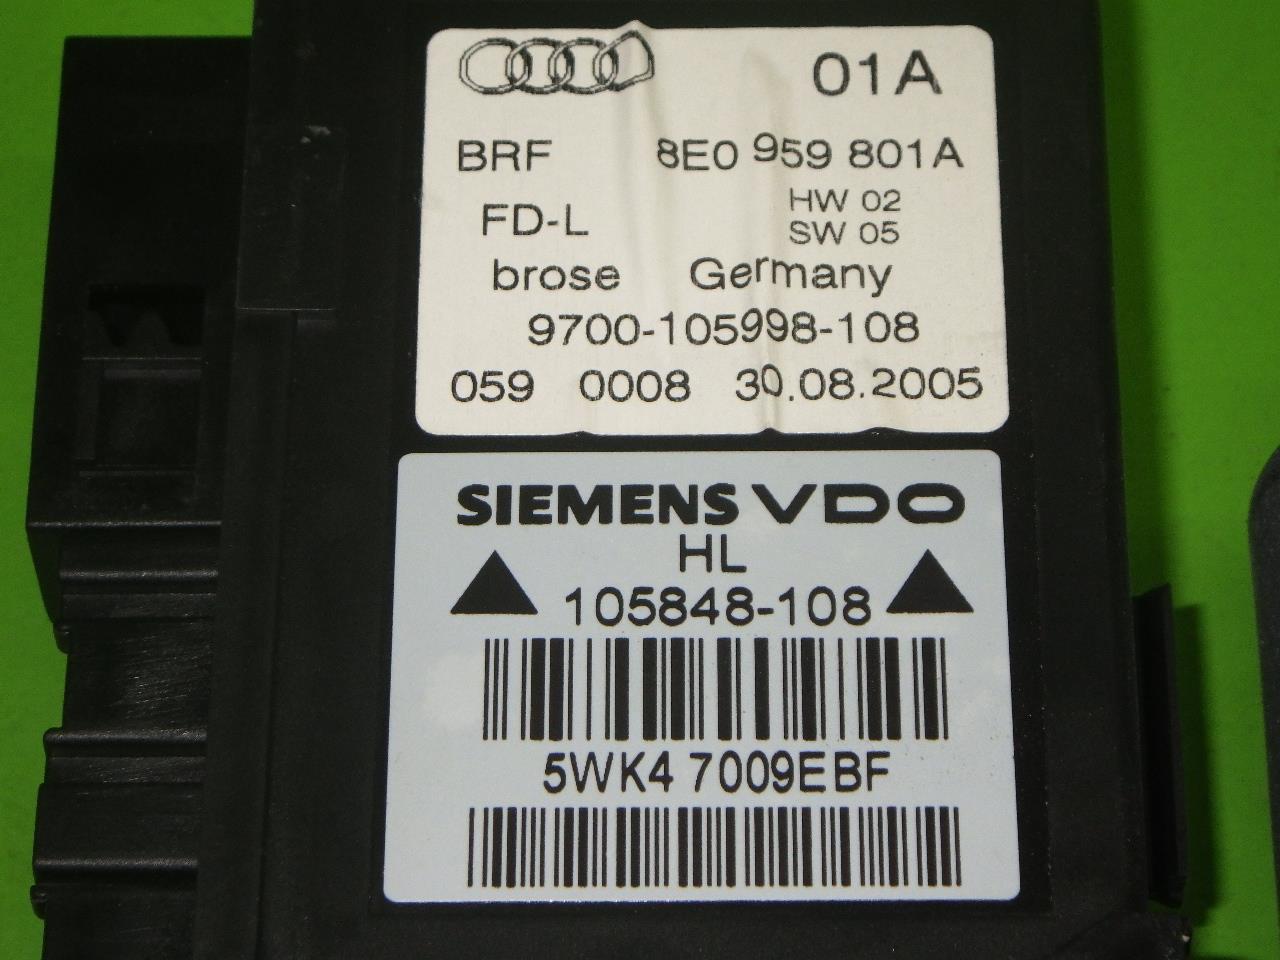 01A
BRF 8E0 959 801A
FD-L HW 02
SW 05
brose Germany
9700-105998-108
059 0008 30.08.2005
SIEMENS VDO
HL
105848-108
5WK4 7009EBF